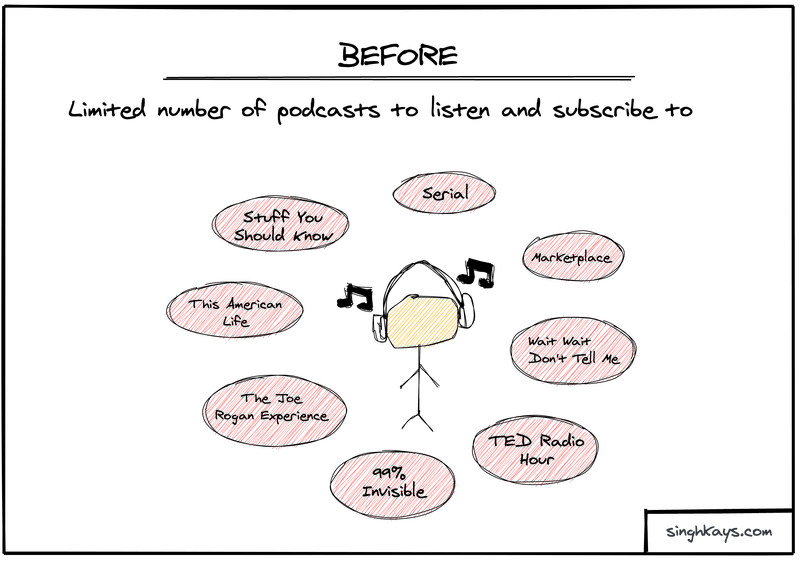 BEFORE
Limited number of podcasts to listen and subscribe to
Serial
Stuff You
Should Know
Marketplace
This American
Life
Wait Wait
Don't Tell Me
The Joe
Rogan Experience
TED Radio
Hour
99%
Invisible
singhkays.com